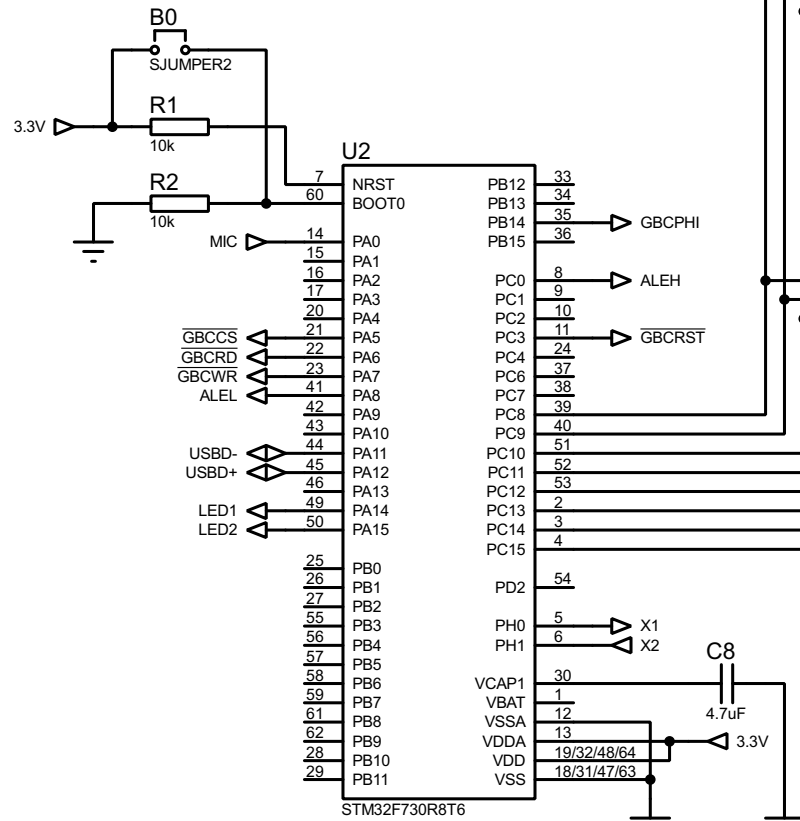 B0
SJUMPER2
R1
3.3V
10k
R2
10k
U2
7 NRST
60 BOOT0
MIC 14 PA0
15 PA1
16 PA2
17 PA3
20 PA4
GBCCS 21 PA5
GBCRD 22 PA6
GBCWR 23 PA7
ALEL 41 PA8
42 PA9
43 PA10
USBD- 44 PA11
USBD+ 45 PA12
46 PA13
LED1 49 PA14
LED2 50 PA15
25 PB0
26 PB1
27 PB2
55 PB3
56 PB4
57 PB5
58 PB6
59 PB7
61 PB8
62 PB9
28 PB10
29 PB11
PB12 33
PB13 34
PB14 35 GBCPHI
PB15 36
PC0 8 ALEH
PC1 9
PC2 10
PC3 11 GBCRST
PC4 24
PC6 37
PC7 38
PC8 39
PC9 40
PC10 51
PC11 52
PC12 53
PC13 2
PC14 3
PC15 4
PD2 54
PH0 5 X1
PH1 6 X2
VCAP1 30
VBAT 1
VSSA 12
VDDA 13
VDD 19/32/48/64
VSS 18/31/47/63
C8
4.7uF
3.3V
STM32F730R8T6